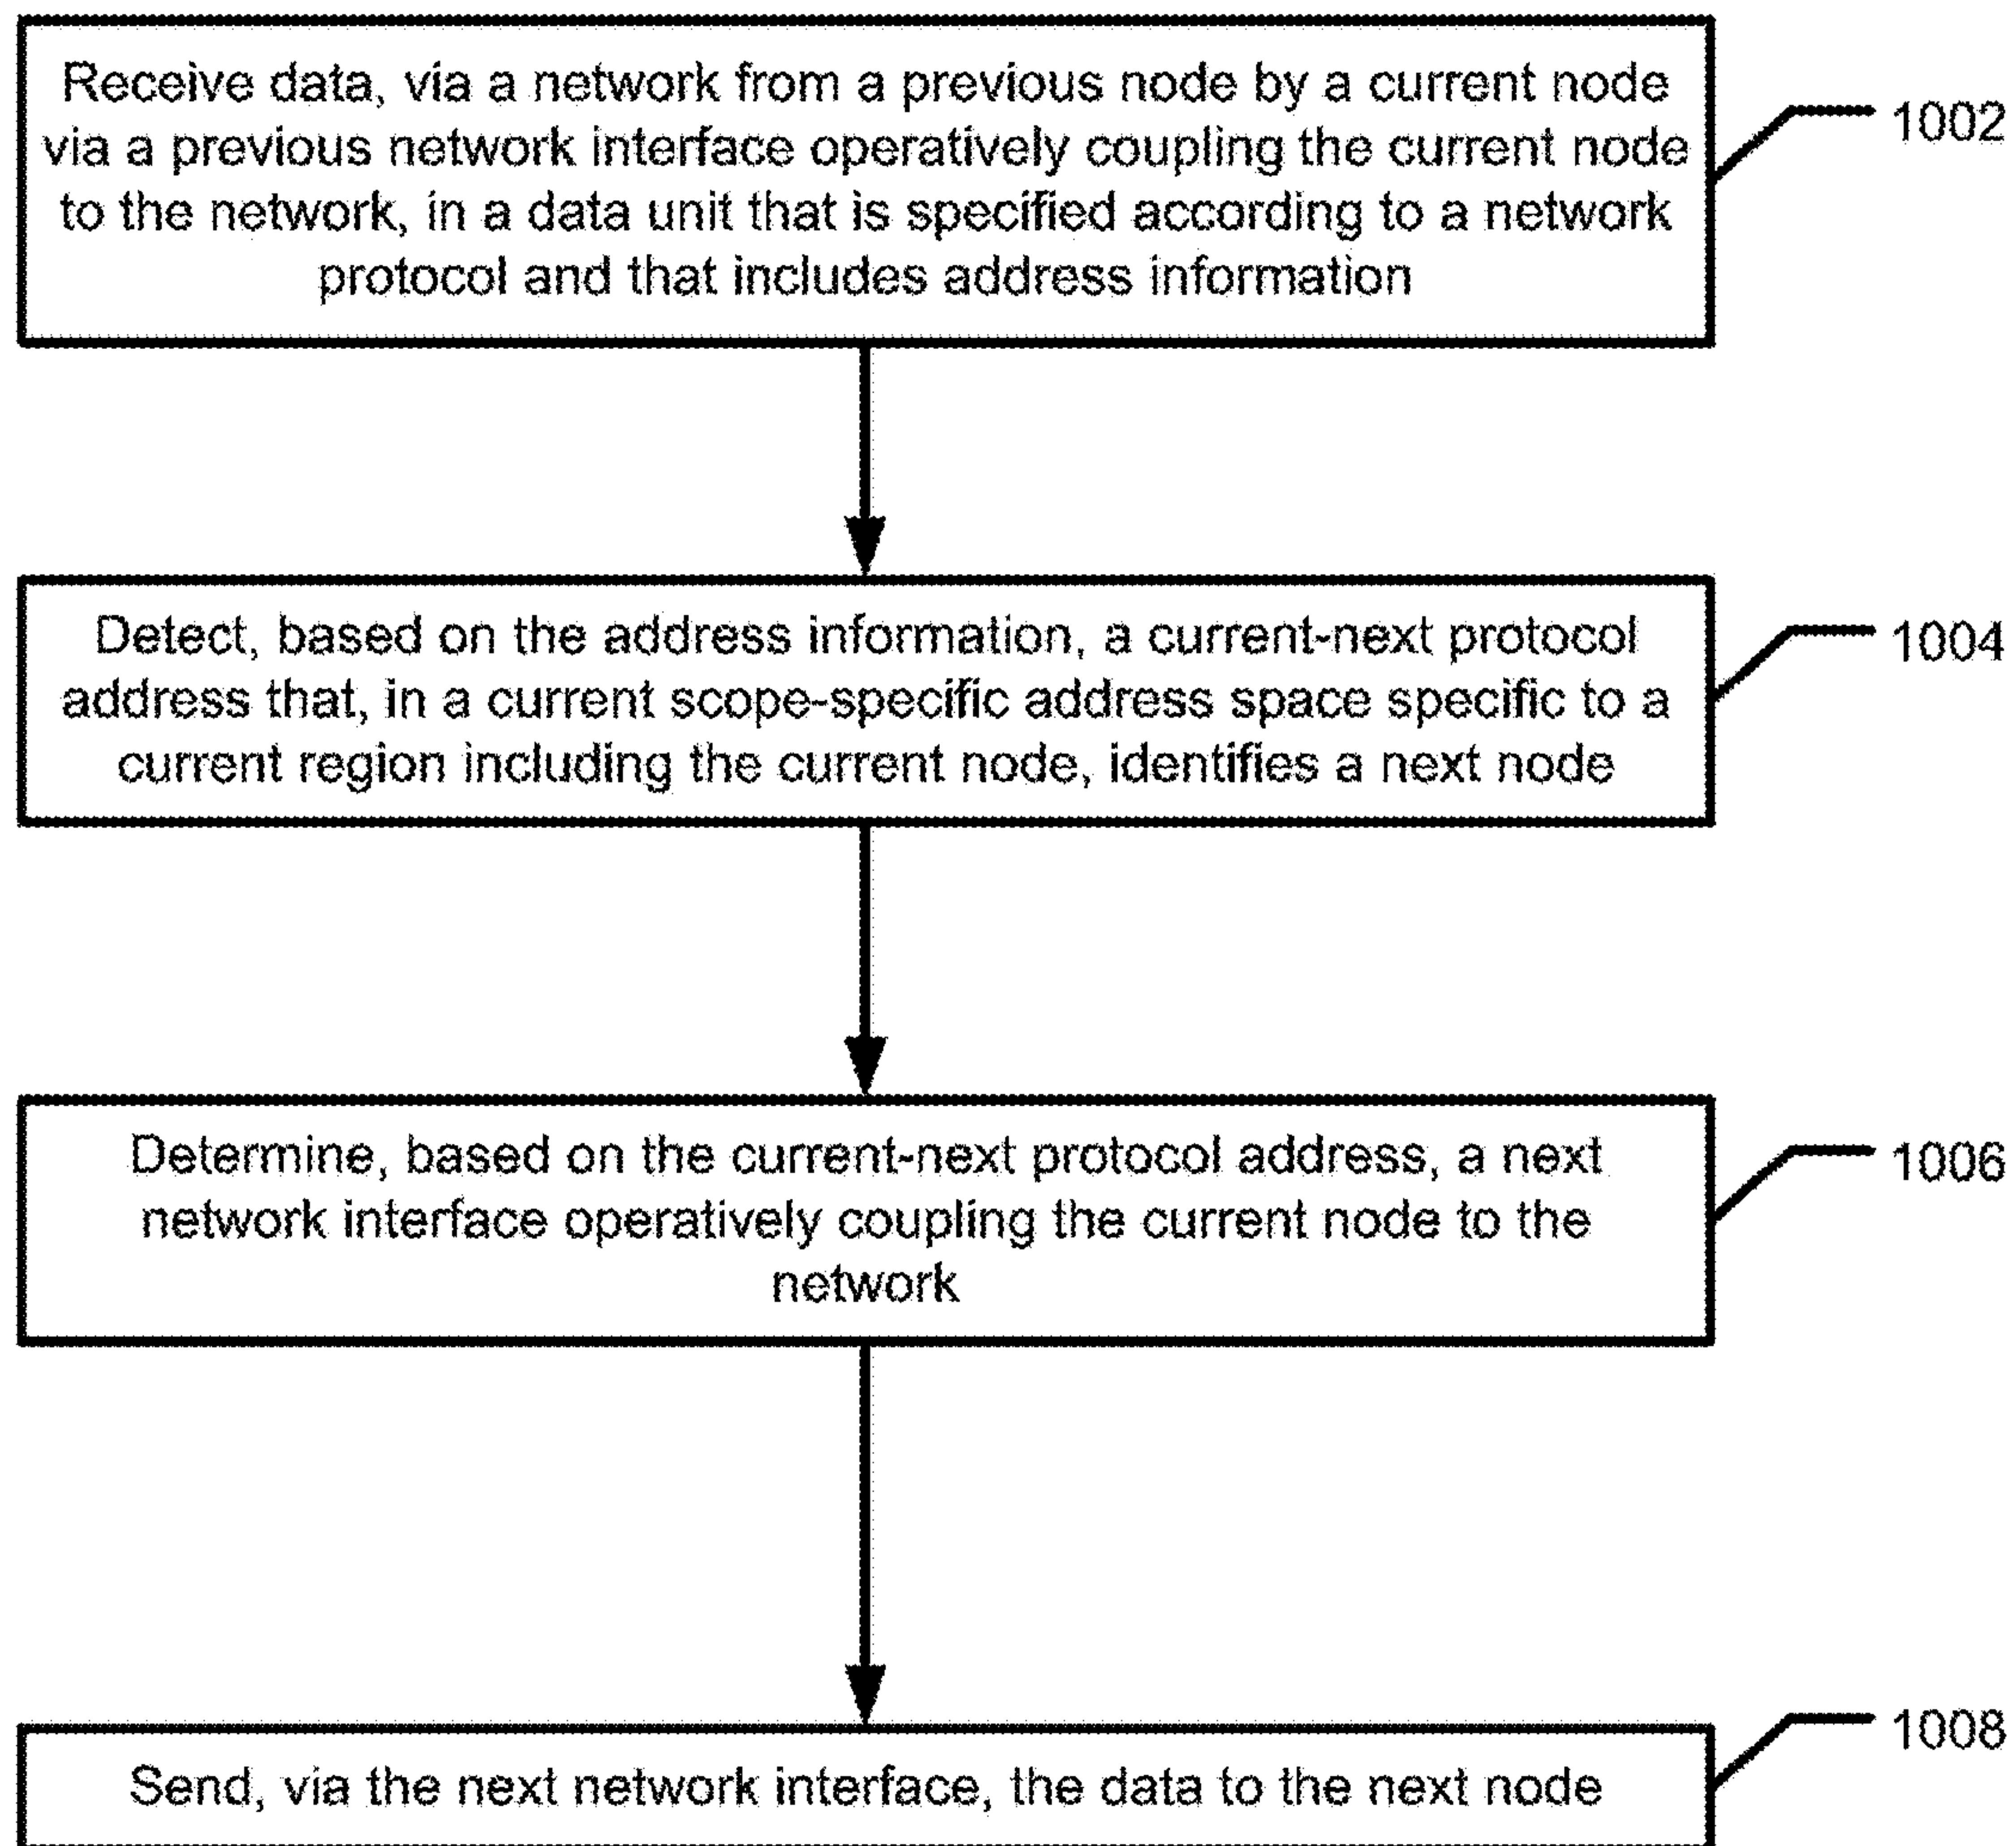 Receive data, via a network from a previous node by a current node
via a previous network interface operatively coupling the current node
to the network, in a data unit that is specified according to a network
protocol and that includes address information
1002
Detect, based on the address information, a current-next protocol
address that, in a current scope-specific address space specific to a
current region including the current node, identifies a next node
1004
Determine, based on the current-next protocol address, a next
network interface operatively coupling the current node to the
network
1006
Send, via the next network interface, the data to the next node
1008